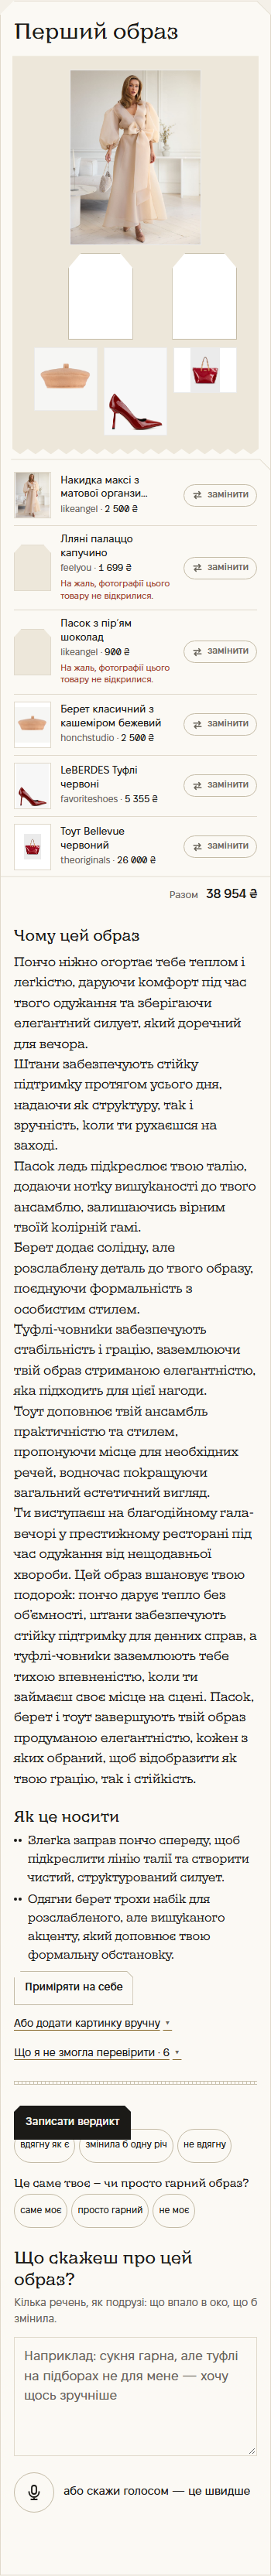 Перший образ
Накидка максі з
матової органзи...
likeangel · 2 500 ₴
замінити
Лляні палаццо
капучино
feelyou · 1 699 ₴
На жаль, фотографії цього
товару не відкрилися.
замінити
Пасок з пір'ям
шоколад
likeangel · 900 ₴
На жаль, фотографії цього
товару не відкрилися.
замінити
Берет класичний з
кашеміром бежевий
honchstudio · 2 500 ₴
замінити
LeBERDES Туфлі
червоні
favoriteshoes · 5 355 ₴
замінити
Тоут Bellevue
червоний
theoriginals · 26 000 ₴
замінити
Разом 38 954 ₴
Чому цей образ
Пончо ніжно огортає тебе теплом і
легкістю, даруючи комфорт під час
твого одужання та зберігаючи
елегантний силует, який доречний
для вечора.
Штани забезпечують стійку
підтримку протягом усього дня,
надаючи як структуру, так і
зручність, коли ти рухаєшся на
заході.
Пасок ледь підкреслює твою талію,
додаючи нотку вишуканості до твого
ансамблю, залишаючись вірним
твоїй колірній гамі.
Берет додає солідну, але
розслаблену деталь до твого образу,
поєднуючи формальність з
особистим стилем.
Туфлі-човники забезпечують
стабільність і грацію, заземлюючи
твій образ стриманою елегантністю,
яка підходить для цієї нагоди.
Тоут доповнює твій ансамбль
практичністю та стилем,
пропонуючи місце для необхідних
речей, водночас покращуючи
загальний естетичний вигляд.
Ти виступаєш на благодійному гала-
вечорі у престижному ресторані під
час одужання від нещодавньої
хвороби. Цей образ вшановує твою
подорож: пончо дарує тепло без
об'ємності, штани забезпечують
стійку підтримку для денних справ, а
туфлі-човники заземлюють тебе
тихою впевненістю, коли ти
займаєш своє місце на сцені. Пасок,
берет і тоут завершують твій образ
продуманою елегантністю, кожен з
яких обраний, щоб відобразити як
твою грацію, так і стійкість.
Як це носити
Злегка заправ пончо спереду, щоб
підкреслити лінію талії та створити
чистий, структурований силует.
Одягни берет трохи набік для
розслабленого, але вишуканого
акценту, який доповнює твою
формальну обстановку.
Приміряти на себе
Або додати картинку вручну
Що я не змогла перевірити · 6
Записати вердикт
вдягну як є
змінила б одну річ
не вдягну
Це саме твоє – чи просто гарний образ?
саме моє
просто гарний
не моє
Що скажеш про цей
образ?
Кілька речень, як подрузі: що впало в око, що б
змінила.
Наприклад: сукня гарна, але туфлі
на підборах не для мене — хочу
щось зручніше
або скажи голосом — це швидше